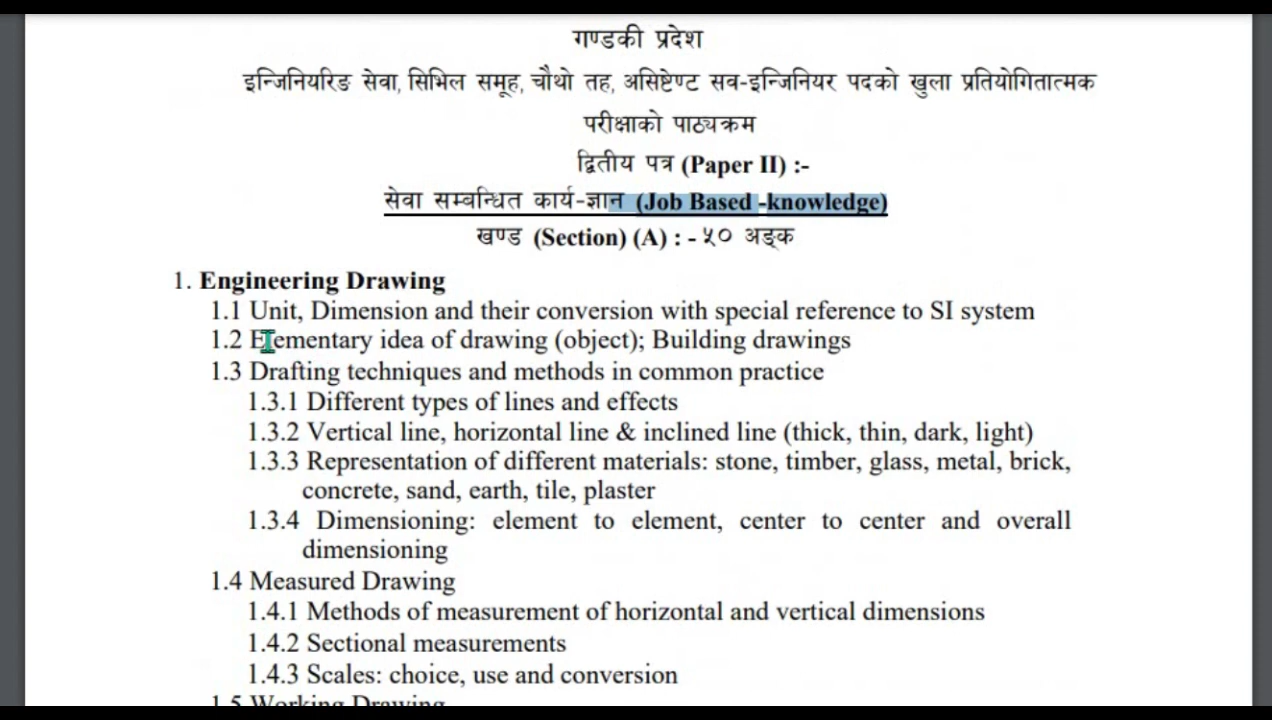 गण्डकी प्रदेश
इन्जिनियरिङ सेवा, सिभिल समूह, चौथो तह, असिष्टेण्ट सव-इन्जिनियर पदको खुला प्रतियोगितात्मक
परीक्षाको पाठ्यक्रम
द्वितीय पत्र (Paper II) :-
सेवा सम्बन्धित कार्य-ज्ञान (Job Based -knowledge)
खण्ड (Section) (A) : - ५० अङ्क
1. Engineering Drawing
1.1 Unit, Dimension and their conversion with special reference to SI system
1.2 Elementary idea of drawing (object); Building drawings
1.3 Drafting techniques and methods in common practice
1.3.1 Different types of lines and effects
1.3.2 Vertical line, horizontal line & inclined line (thick, thin, dark, light)
1.3.3 Representation of different materials: stone, timber, glass, metal, brick,
concrete, sand, earth, tile, plaster
1.3.4 Dimensioning: element to element, center to center and overall
dimensioning
1.4 Measured Drawing
1.4.1 Methods of measurement of horizontal and vertical dimensions
1.4.2 Sectional measurements
1.4.3 Scales: choice, use and conversion
1.5 Working Drawing